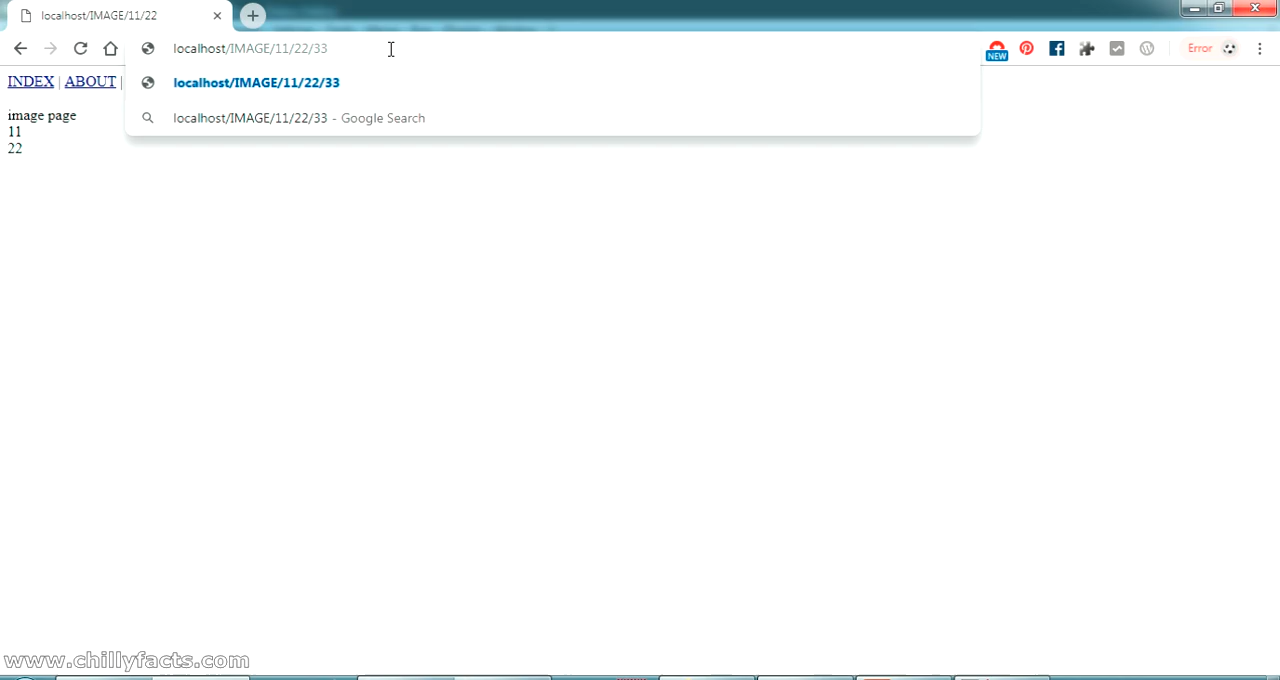 localhost/IMAGE/11/22
localhost/IMAGE/11/22/33
NEW
Error
INDEX | ABOUT |
localhost/IMAGE/11/22/33
localhost/IMAGE/11/22/33 - Google Search
image page
11
22
www.chillyfacts.com